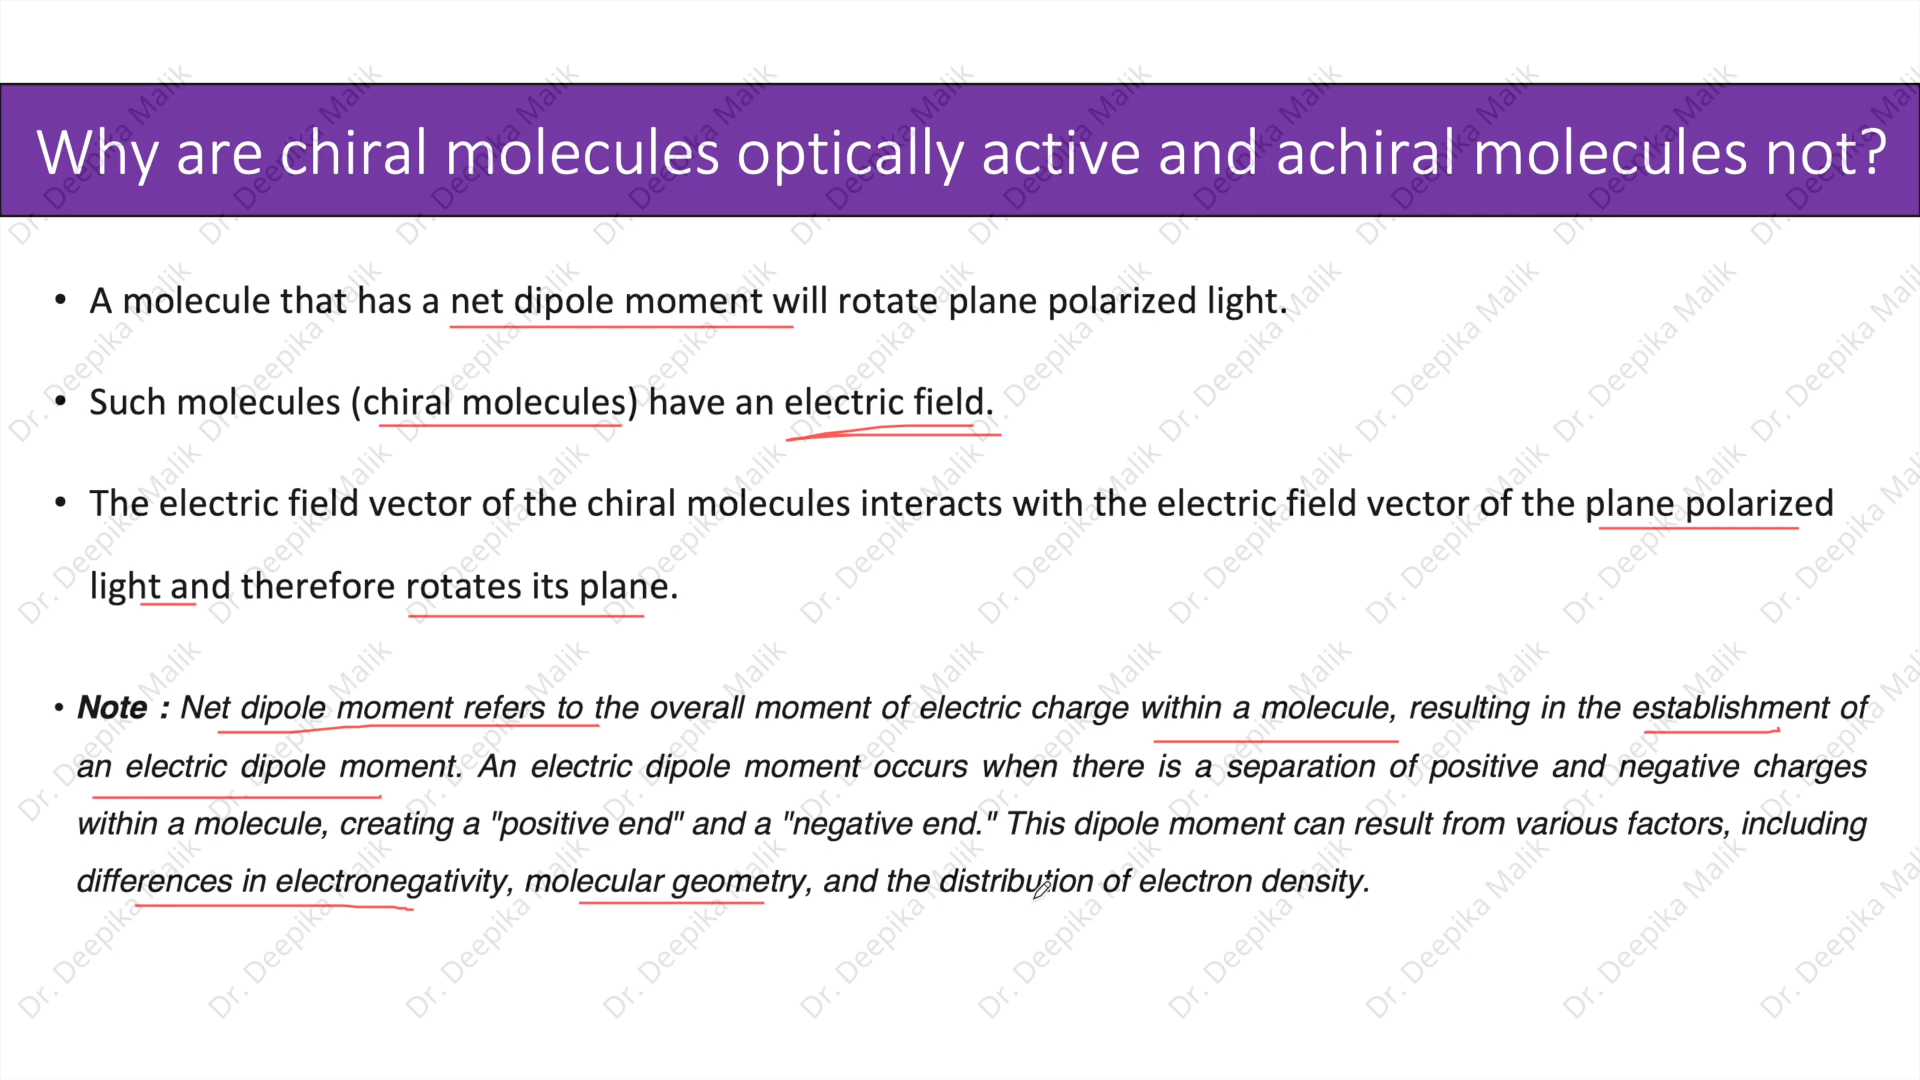 Why are chiral molecules optically active and achiral molecules not?
• A molecule that has a net dipole moment will rotate plane polarized light.
• Such molecules (chiral molecules) have an electric field.
• The electric field vector of the chiral molecules interacts with the electric field vector of the plane polarized
light and therefore rotates its plane.
• Note : Net dipole moment refers to the overall moment of electric charge within a molecule, resulting in the establishment of
an electric dipole moment. An electric dipole moment occurs when there is a separation of positive and negative charges
within a molecule, creating a "positive end" and a "negative end." This dipole moment can result from various factors, including
differences in electronegativity, molecular geometry, and the distribution of electron density.
Dr. Deepika Malik